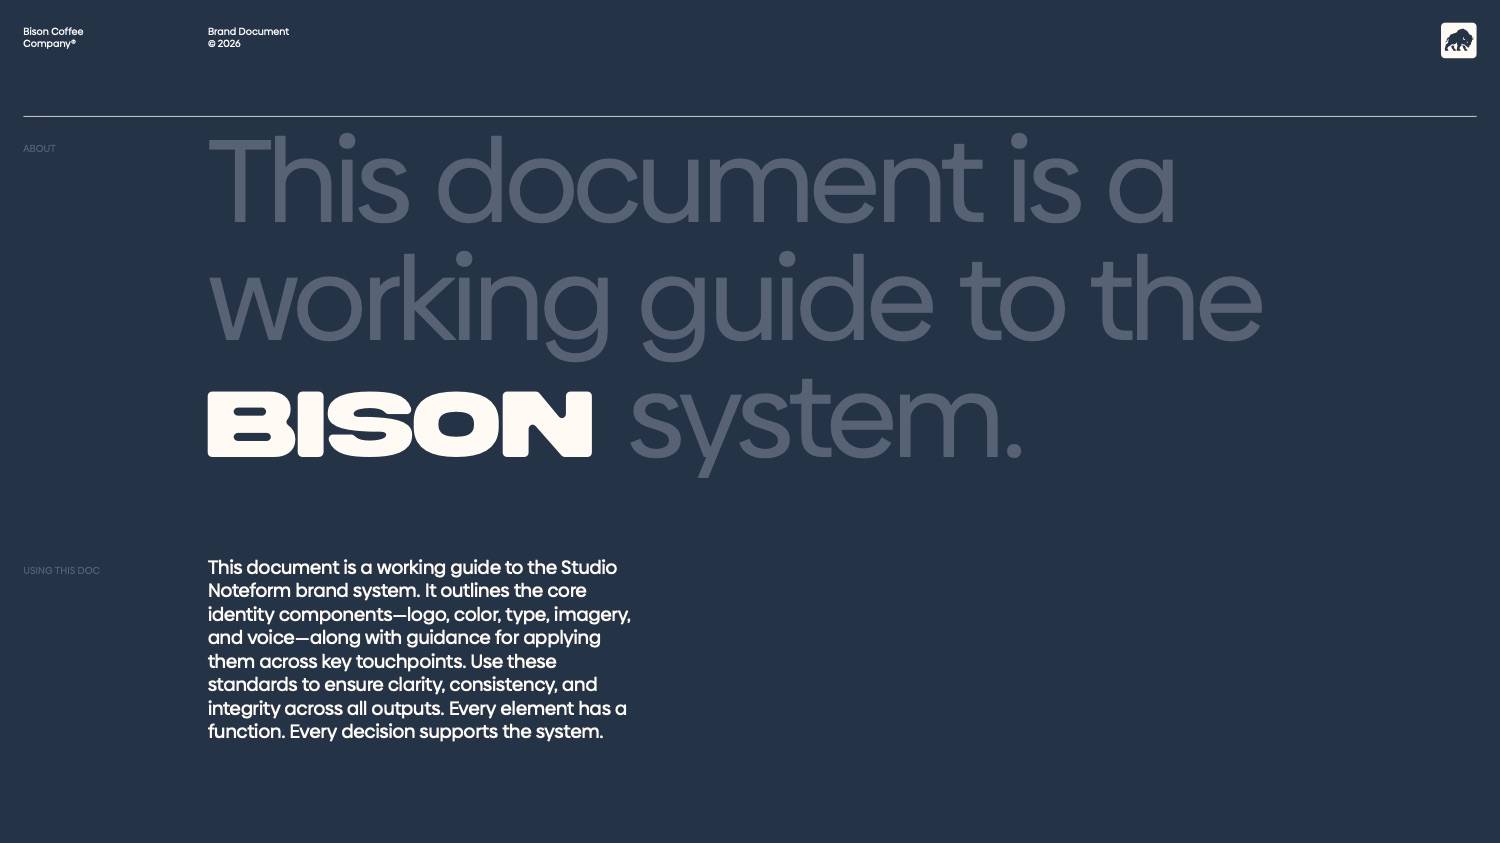 Bison Coffee
Company®
Brand Document
© 2026
ABOUT
This document is a
working guide to the
BISON system.
USING THIS DOC
This document is a working guide to the Studio
Noteform brand system. It outlines the core
identity components—logo, color, type, imagery,
and voice—along with guidance for applying
them across key touchpoints. Use these
standards to ensure clarity, consistency, and
integrity across all outputs. Every element has a
function. Every decision supports the system.